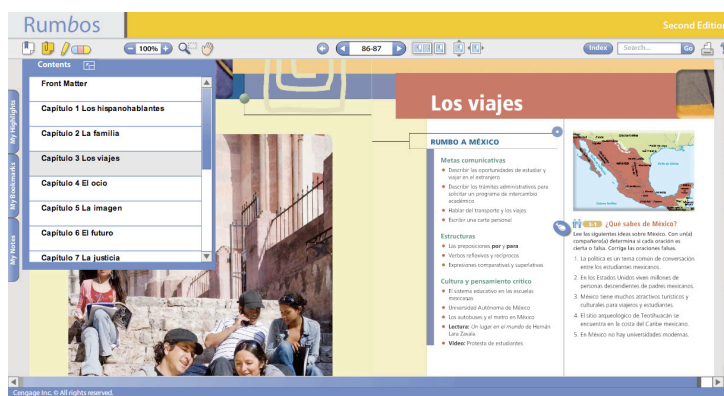 Rumbos
Second Edition
100%
86-87
Index
Search...
Go
Contents
Front Matter
Capítulo 1 Los hispanohablantes
Capítulo 2 La familia
Capítulo 3 Los viajes
Capítulo 4 El ocio
Capítulo 5 La imagen
Capítulo 6 El futuro
Capítulo 7 La justicia
My Highlights
My Bookmarks
My Notes
Los viajes
RUMBO A MÉXICO
Metas comunicativas
Describir las oportunidades de estudiar y
viajar en el extranjero
Describir los trámites administrativos para
solicitar un programa de intercambio
académico
Hablar del transporte y los viajes
Escribir una carta personal
Estructuras
Las preposiciones por y para
Verbos reflexivos y recíprocos
Expresiones comparativas y superlativas
Cultura y pensamiento crítico
El sistema educativo en las escuelas
mexicanas
Universidad Autónoma de México
Los autobuses y el metro en México
Lectura: Un lugar en el mundo de Hernán
Lara Zavala
Video: Protesta de estudiantes
3-1 ¿Qué sabes de México?
Lee las siguientes ideas sobre México. Con un(a)
compañero(a) determina si cada oración es
cierta o falsa. Corrige las oraciones falsas.
1. La política es un tema común de conversación
entre los estudiantes mexicanos.
2. En los Estados Unidos viven millones de
personas descendientes de padres mexicanos.
3. México tiene muchos atractivos turísticos y
culturales para viajeros y estudiantes.
4. El sitio arqueológico de Teotihuacán se
encuentra en la costa del Caribe mexicano.
5. En México no hay universidades modernas.
Cengage Inc. © All rights reserved.